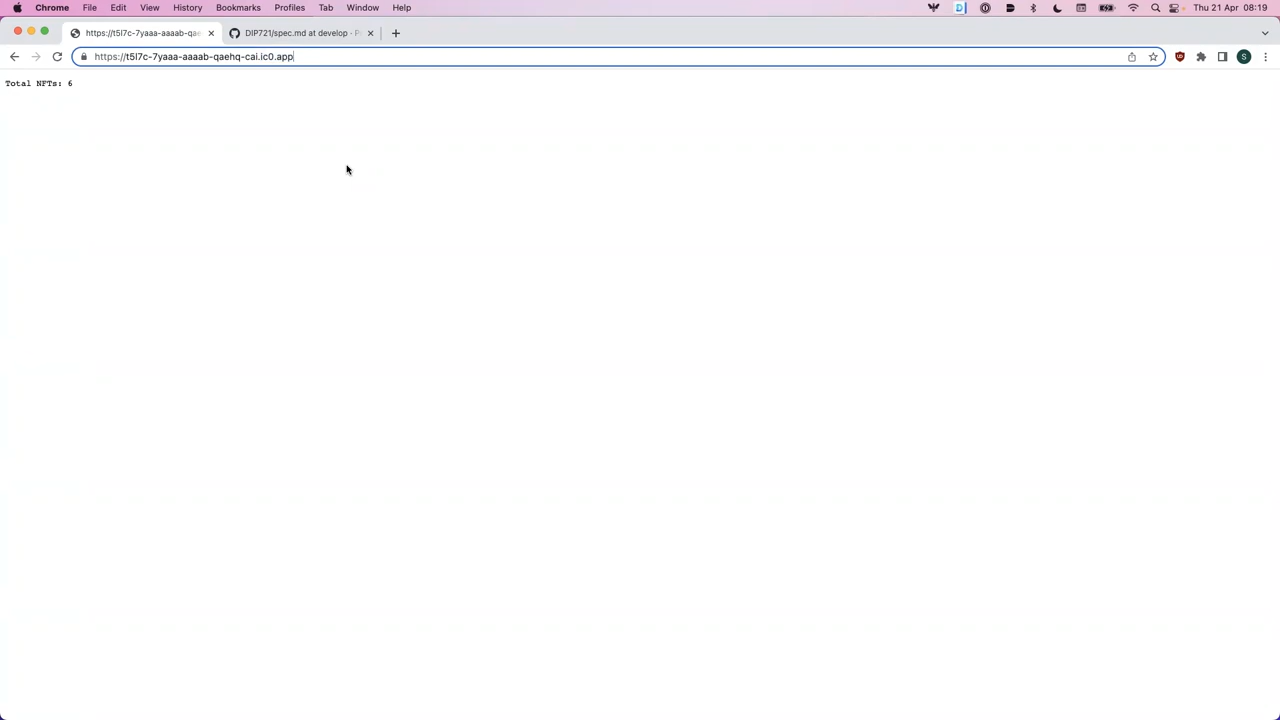 Chrome File Edit View History Bookmarks Profiles Tab Window Help Thu 21 Apr 08:19
https://t5l7c-7yaaa-aaaab-qae DIP721/spec.md at develop · P
https://t5l7c-7yaaa-aaaab-qaehq-cai.ic0.app S
Total NFTs: 6